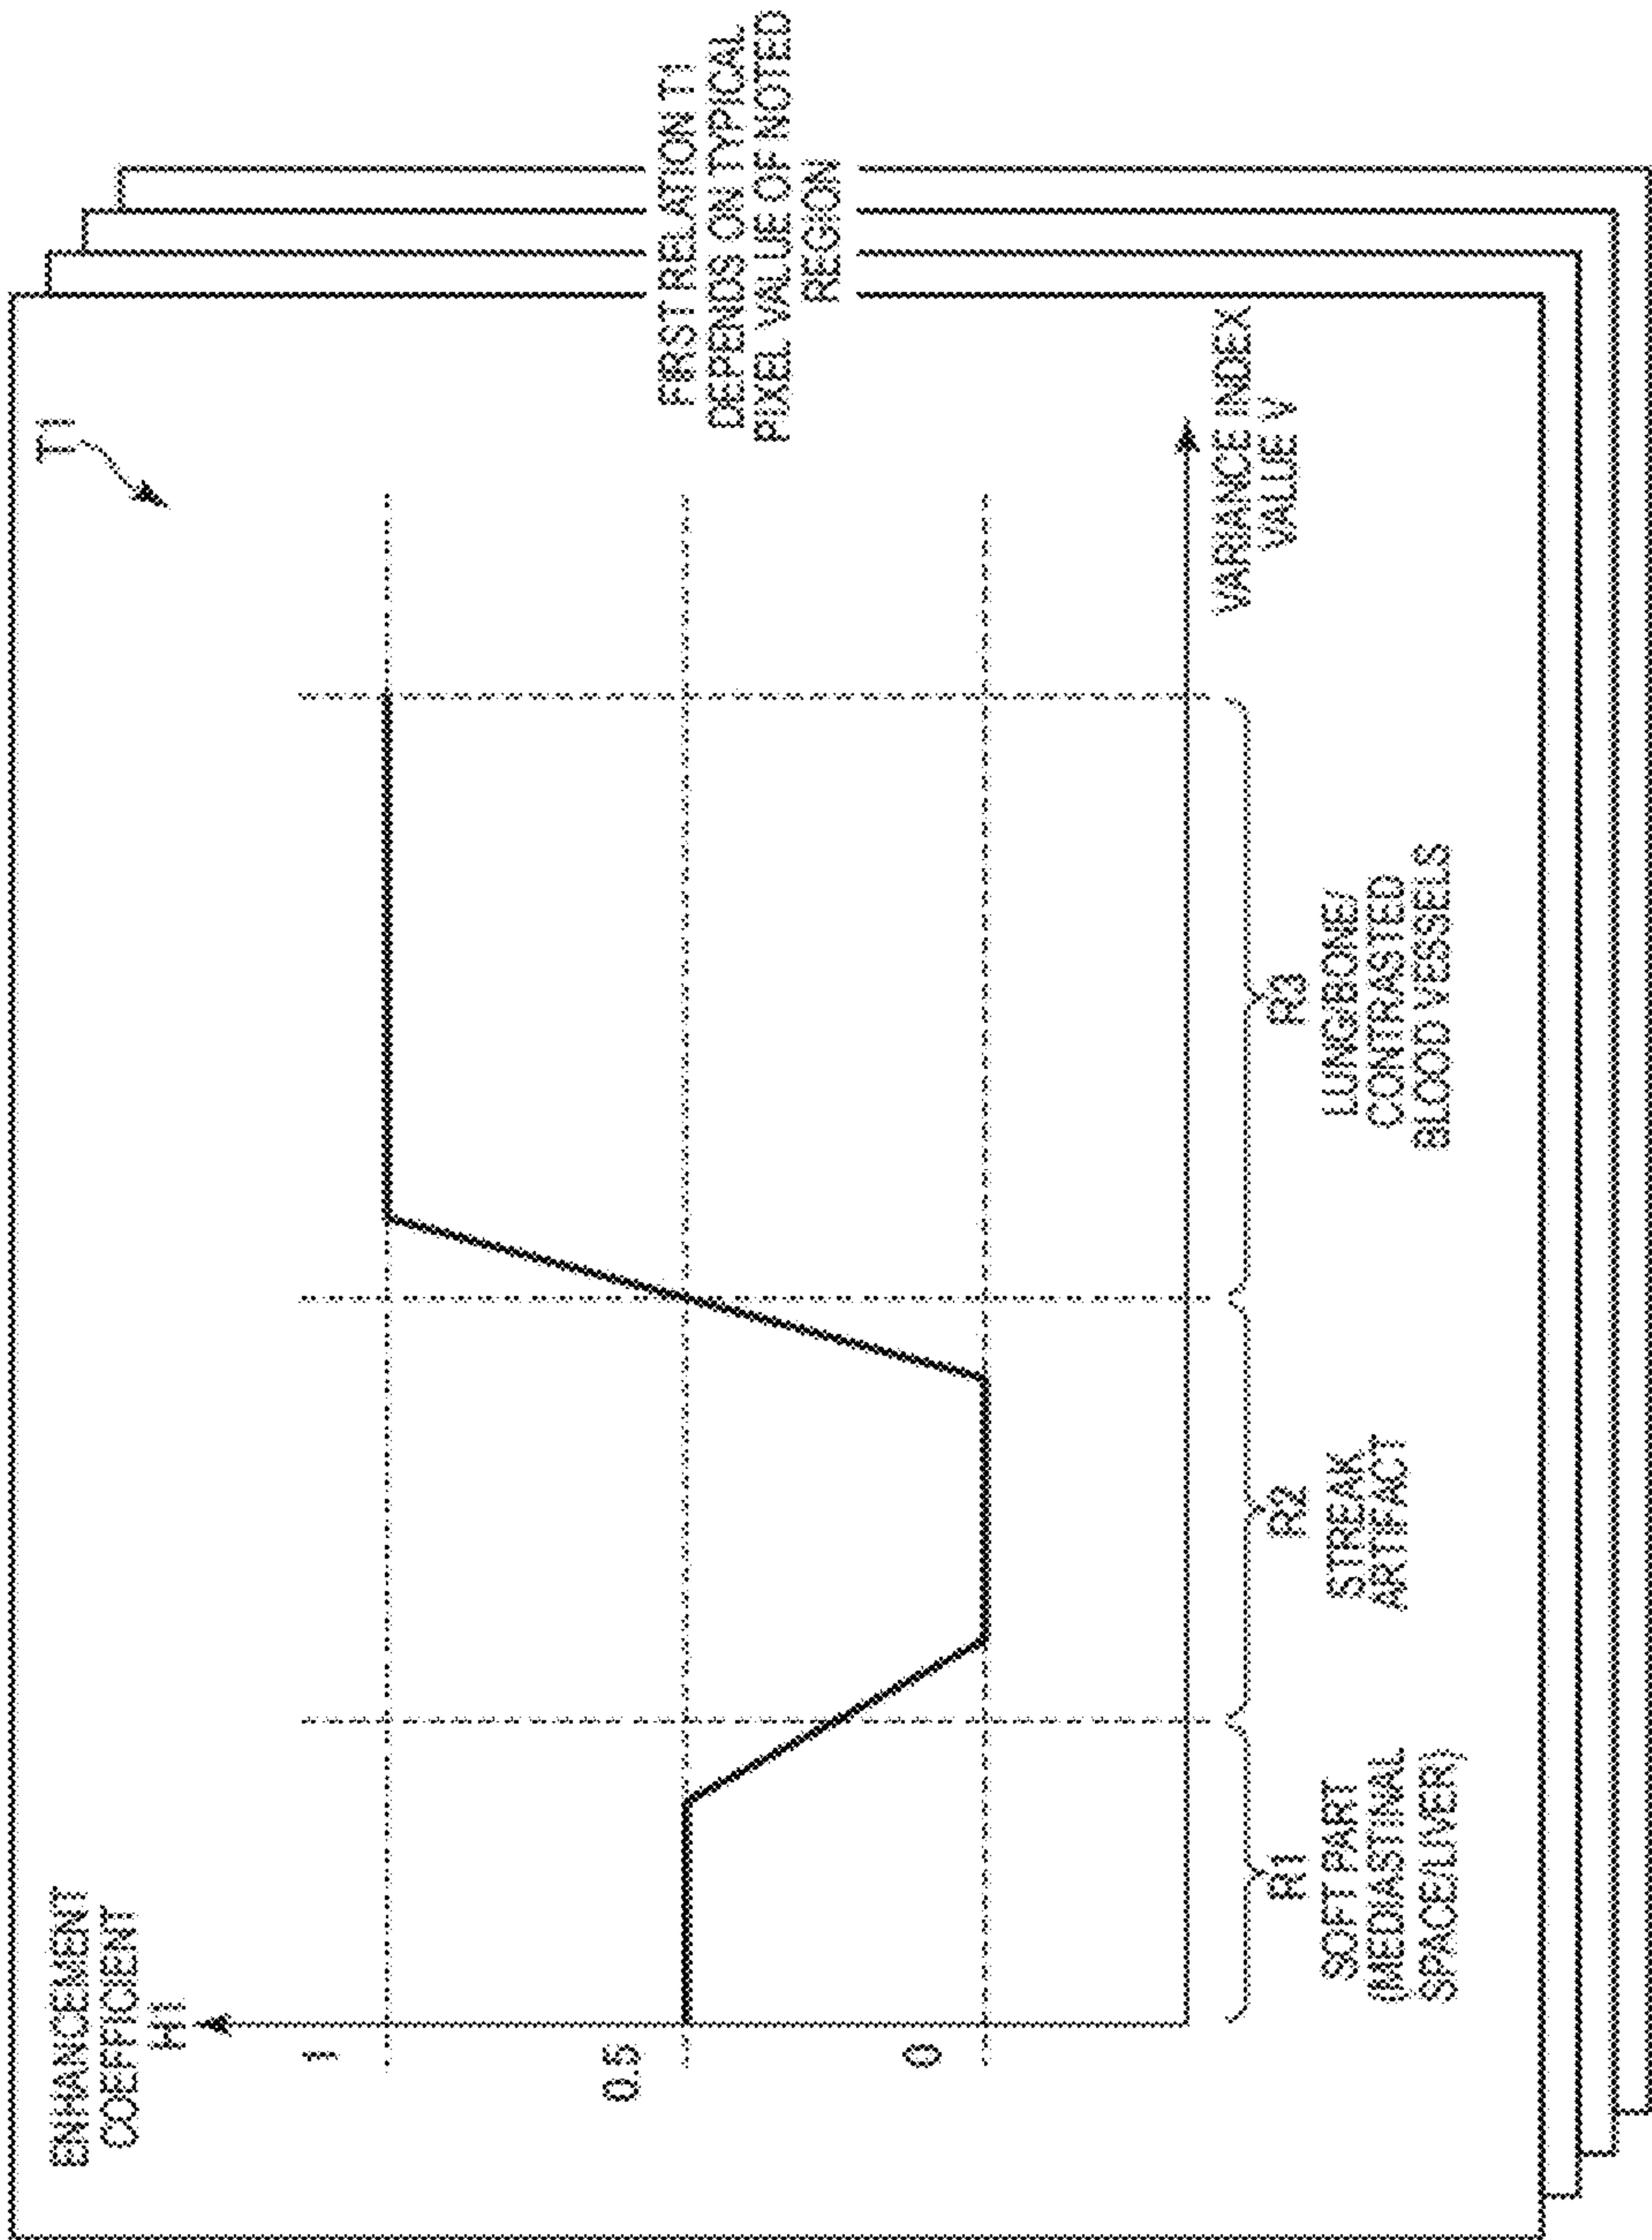 ENHANCEMENT
COEFFICIENT
H1
T1
1
0.5
0
FIRST RELATION T1
DEPENDS ON TYPICAL
PIXEL VALUE OF NOTED
REGION
VARIANCE INDEX
VALUE V
R1
SOFT PART
(MEDIASTINAL
SPACE/LIVER)
R2
STREAK
ARTIFACT
R3
LUNG/BONE/
CONTRASTED
BLOOD VESSELS